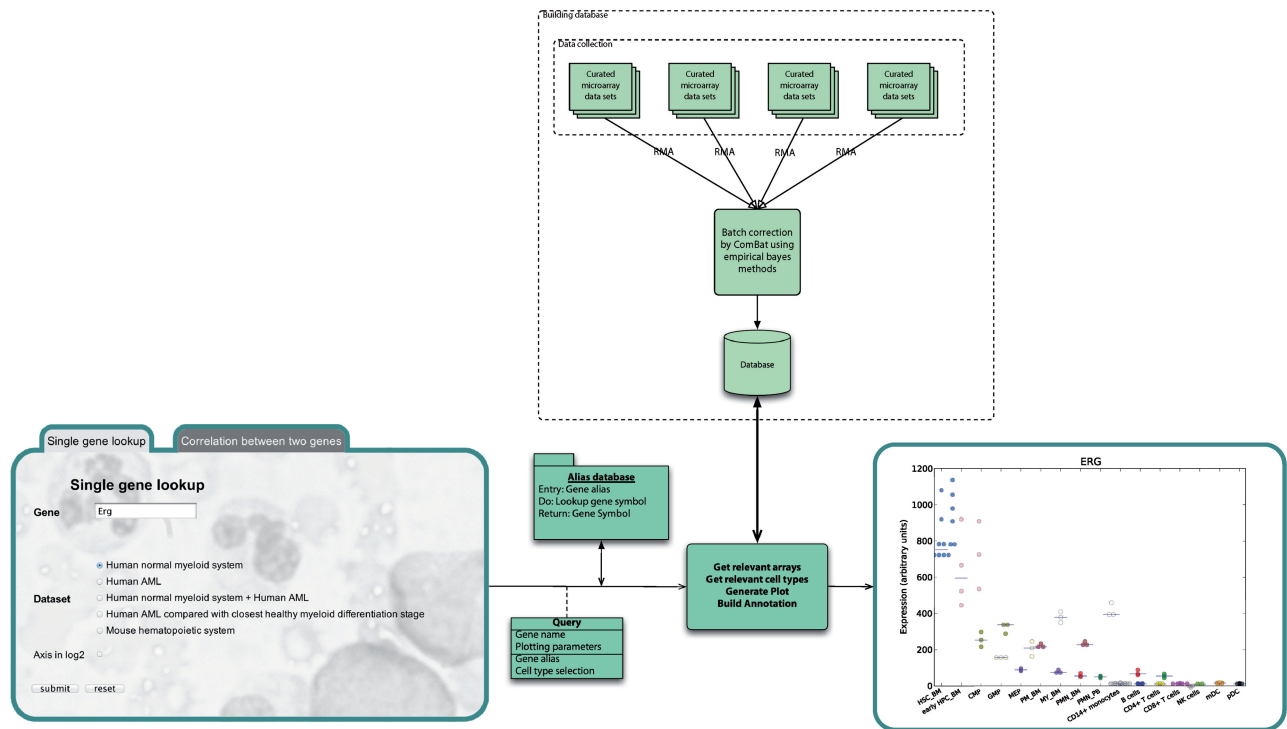 Building database
Data collection
Curated
microarray
data sets
Curated
microarray
data sets
Curated
microarray
data sets
Curated
microarray
data sets
RMA
RMA
RMA
RMA
Batch correction
by ComBat using
empirical bayes
methods
Database
Single gene lookup
Correlation between two genes
Single gene lookup
Gene
Erg
Dataset
Human normal myeloid system
Human AML
Human normal myeloid system + Human AML
Human AML compared with closest healthy myeloid differentiation stage
Mouse hematopoietic system
Axis in log2
submit
reset
Alias database
Entry: Gene alias
Do: Lookup gene symbol
Return: Gene Symbol
Query
Gene name
Plotting parameters
Gene alias
Cell type selection
Get relevant arrays
Get relevant cell types
Generate Plot
Build Annotation
ERG
Expression (arbitrary units)
1200
1000
800
600
400
200
0
HSC_BM
early HPC_BM
CMP
GMP
MEP
PM_BM
MY_BM
PMN_BM
PMN_PB
CD14+ monocytes
B cells
CD4+ T cells
CD8+ T cells
NK cells
mDC
pDC